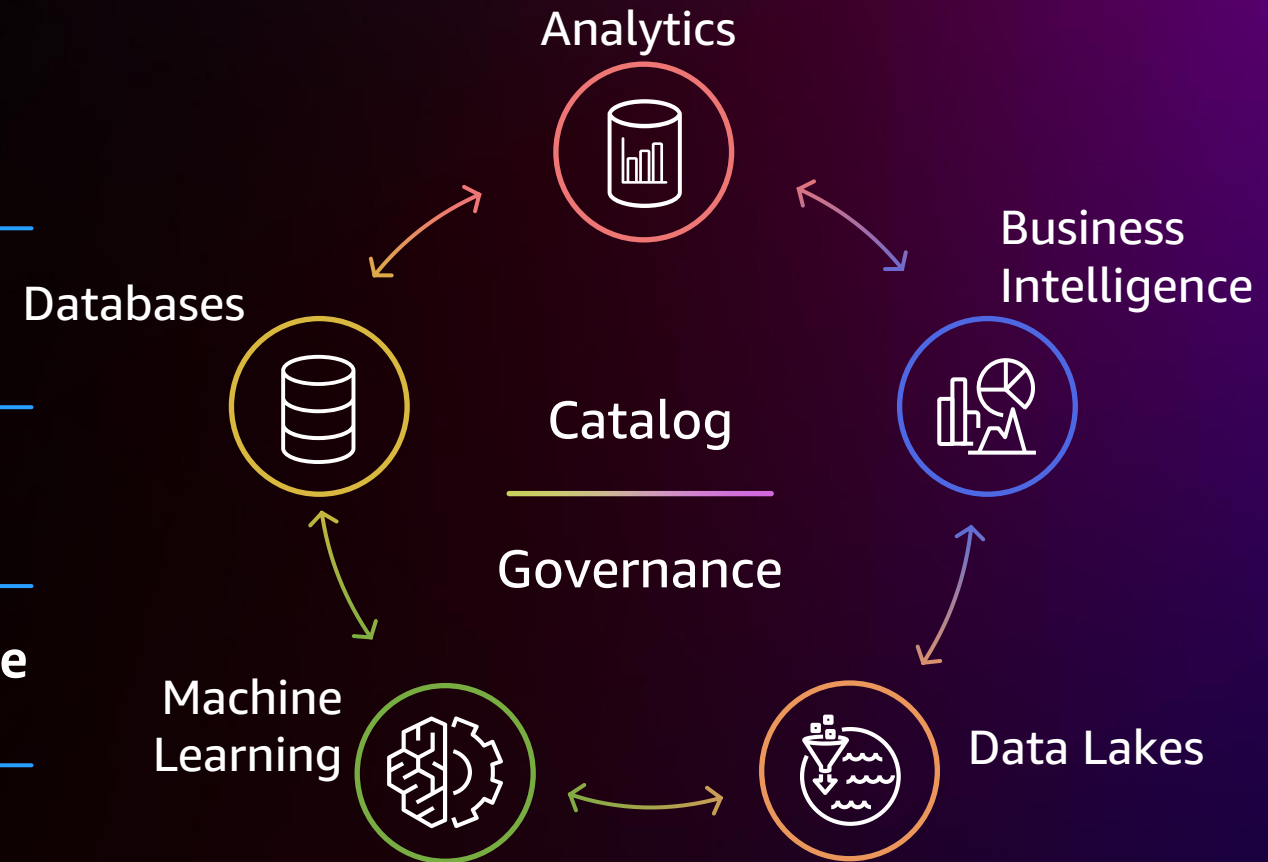 Analytics
Business
Intelligence
Databases
Catalog
Governance
e
Machine
Learning
Data Lakes